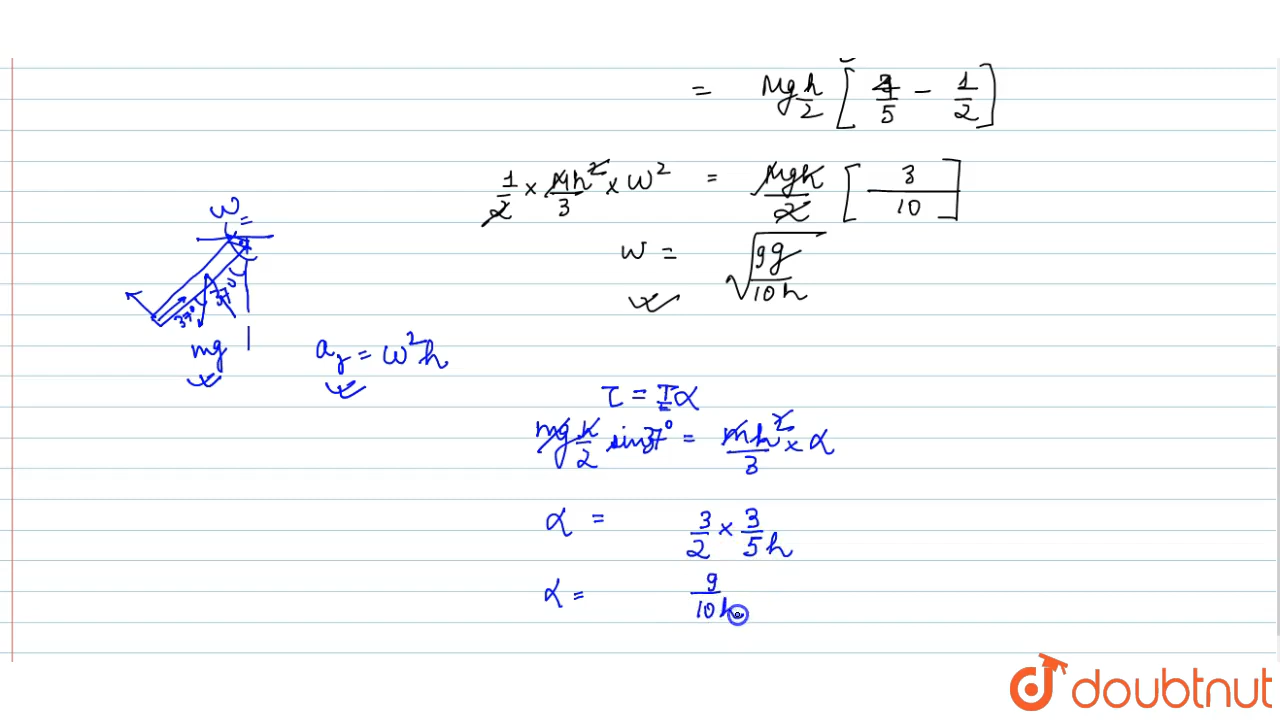 = Mg h/2 [ 4/5 - 1/2 ]
1/2 × Mh²/3 × ω² = Mgh/2 [ 3/10 ]
ω =
ω = √(9g/10h)
37°
37°
mg
a_r = ω²h
τ = Iα
mg h/2 sin37° = mh²/3 × α
α = 3/2 × 3/5h
α = 9/10h
doubtnut